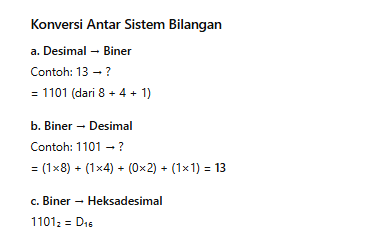 Konversi Antar Sistem Bilangan
a. Desimal → Biner
Contoh: 13 → ?
= 1101 (dari 8 + 4 + 1)
b. Biner → Desimal
Contoh: 1101 → ?
= (1×8) + (1×4) + (0×2) + (1×1) = 13
c. Biner → Heksadesimal
1101₂ = D₁₆